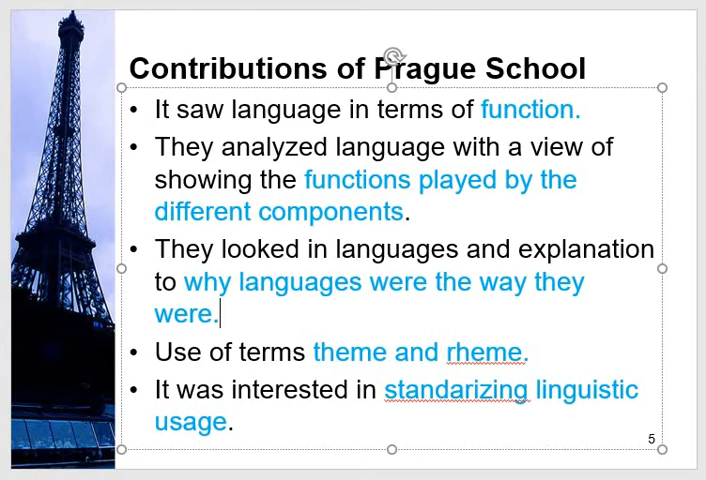 Contributions of Prague School
• It saw language in terms of function.
• They analyzed language with a view of
showing the functions played by the
different components.
• They looked in languages and explanation
to why languages were the way they
were.
• Use of terms theme and rheme.
• It was interested in standarizing linguistic
usage.
5